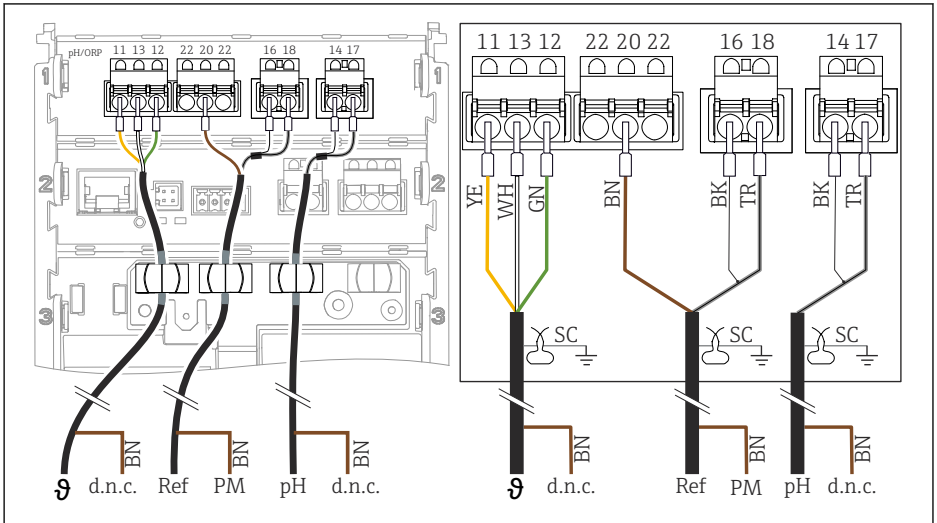 pH/ORP 11 13 12 22 20 22 16 18 14 17
1 1
2 2
3 3
BN BN BN
ϑ d.n.c. Ref PM pH d.n.c.
11 13 12 22 20 22 16 18 14 17
YE WH GN BN BK TR BK TR
SC SC SC
BN BN BN
ϑ d.n.c. Ref PM pH d.n.c.